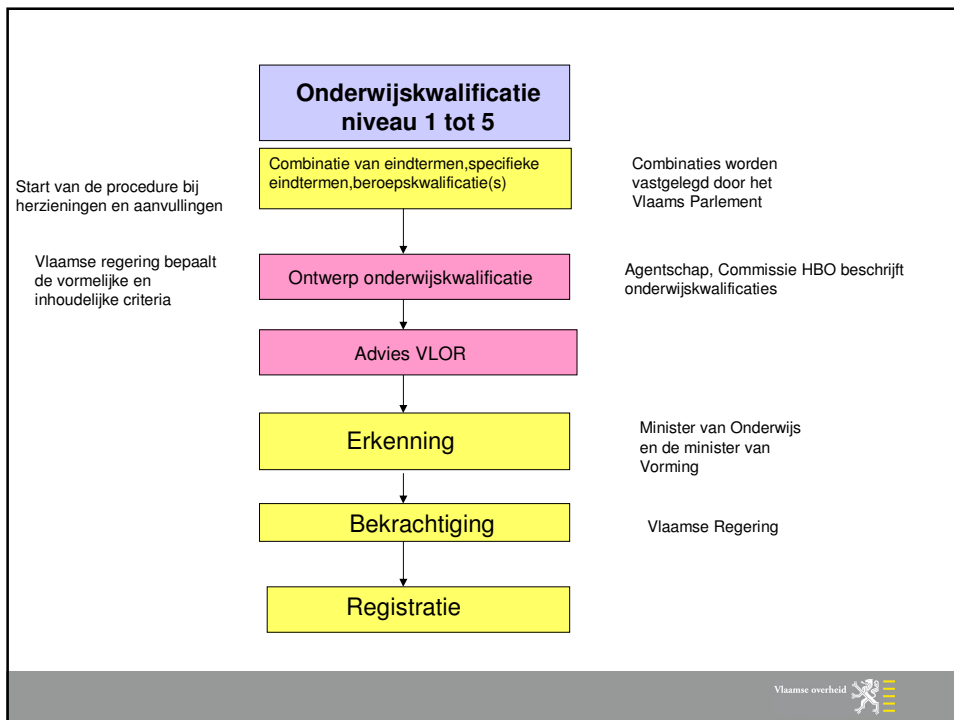 Onderwijskwalificatie
niveau 1 tot 5
Combinatie van eindtermen,specifieke
eindtermen,beroepskwalificatie(s)
Start van de procedure bij
herzieningen en aanvullingen
Combinaties worden
vastgelegd door het
Vlaams Parlement
Vlaamse regering bepaalt
de vormelijke en
inhoudelijke criteria
Ontwerp onderwijskwalificatie
Agentschap, Commissie HBO beschrijft
onderwijskwalificaties
Advies VLOR
Erkenning
Minister van Onderwijs
en de minister van
Vorming
Bekrachtiging
Vlaamse Regering
Registratie
Vlaamse overheid